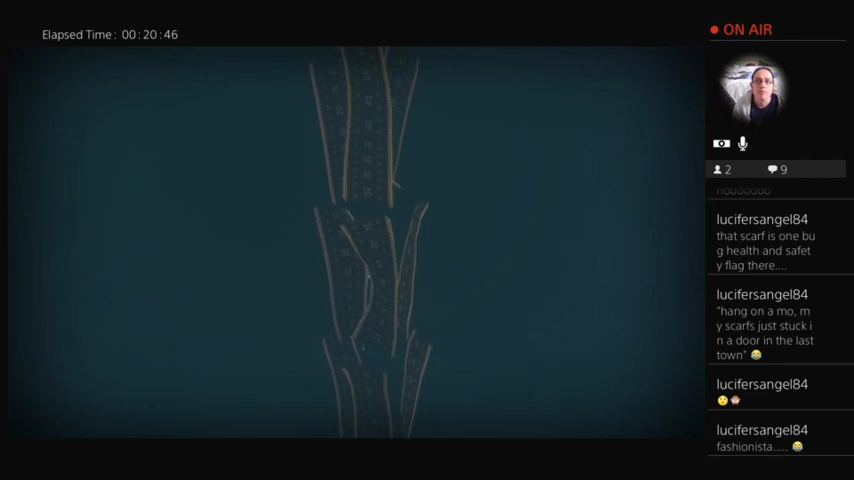 Elapsed Time: 00:20:46
ON AIR
2
9
lucifersangel84
that scarf is one bu
g health and safet
y flag there....
lucifersangel84
"hang on a mo, m
y scarfs just stuck i
n a door in the last
town" 😂
lucifersangel84
lucifersangel84
fashionista..... 😂